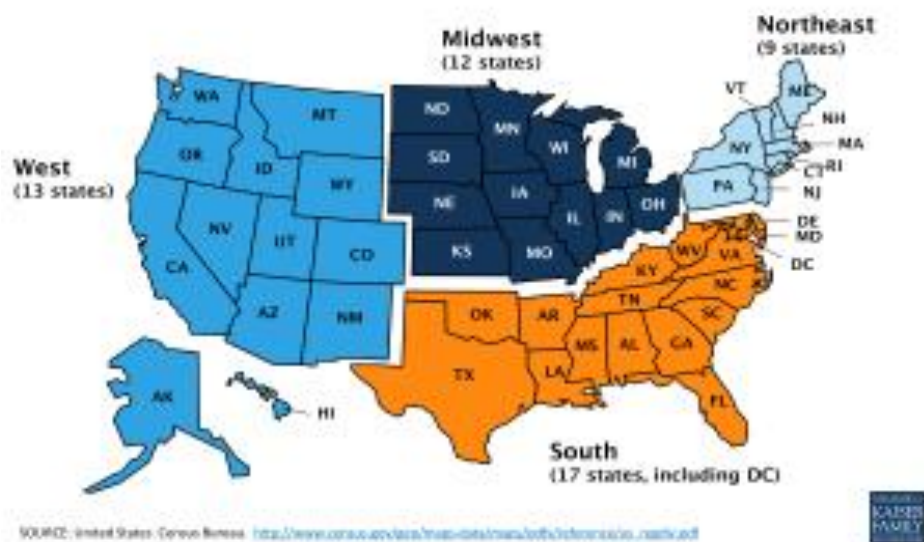 Midwest
(12 states)
Northeast
(9 states)
West
(13 states)
WA
MT
OR
ID
WY
NV
UT
CO
CA
AZ
NM
AK
HI
ND
MN
SD
WI
MI
NE
IA
IL
IN
OH
KS
MO
VT
ME
NH
NY
MA
RI
CT
PA
NJ
DE
MD
DC
WV
VA
KY
NC
TN
SC
OK
AR
MS
AL
GA
TX
LA
FL
South
(17 states, including DC)
SOURCE: United States Census Bureau.
KAISER
FAMILY